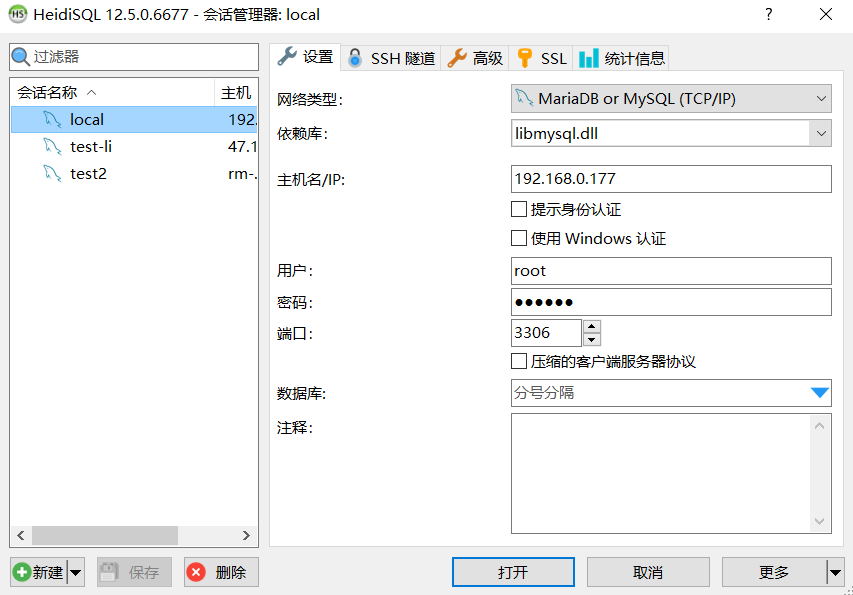 HeidiSQL 12.5.0.6677 - 会话管理器: local
过滤器
会话名称 主机
local 192.
test-li 47.1
test2 rm-.
设置 SSH 隧道 高级 SSL 统计信息
网络类型: MariaDB or MySQL (TCP/IP)
依赖库: libmysql.dll
主机名/IP: 192.168.0.177
提示身份认证
使用 Windows 认证
用户: root
密码: ●●●●●●
端口: 3306
压缩的客户端服务器协议
数据库: 分号分隔
注释:
新建 保存 删除 打开 取消 更多